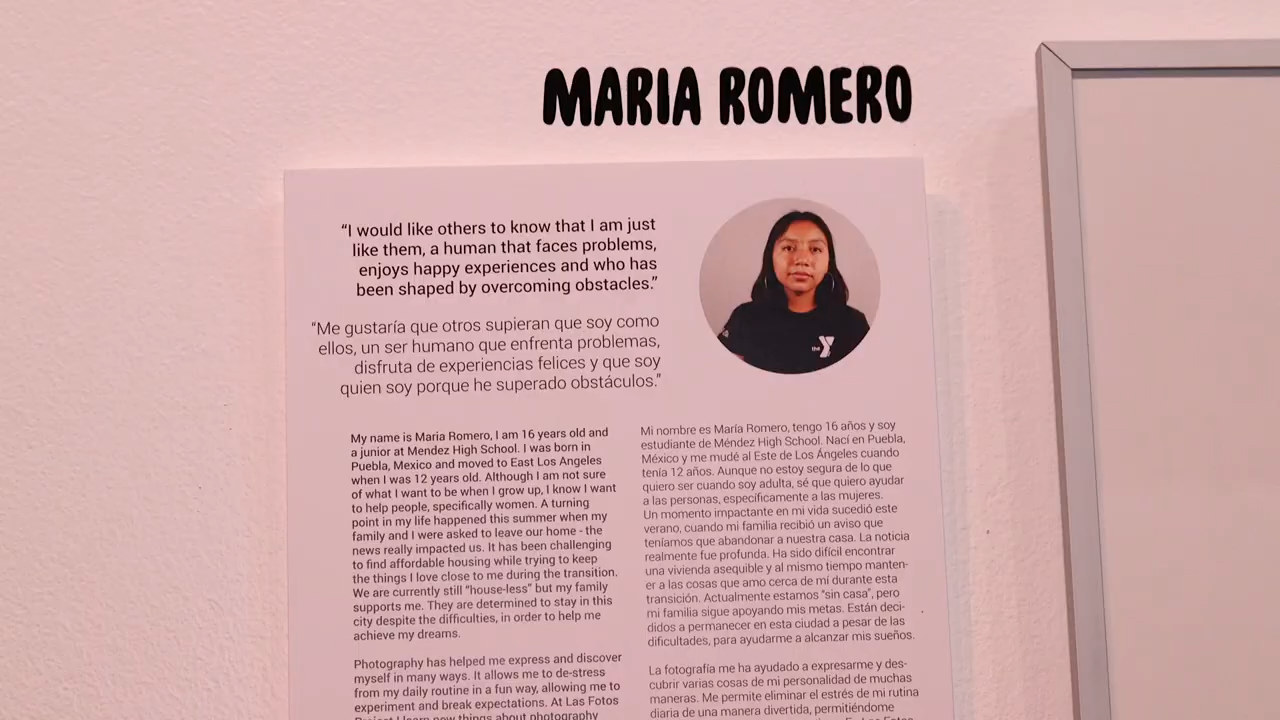 MARIA ROMERO
“I would like others to know that I am just
like them, a human that faces problems,
enjoys happy experiences and who has
been shaped by overcoming obstacles.”
“Me gustaría que otros supieran que soy como
ellos, un ser humano que enfrenta problemas,
disfruta de experiencias felices y que soy
quien soy porque he superado obstáculos.”
the Y
My name is Maria Romero, I am 16 years old and
a junior at Mendez High School. I was born in
Puebla, Mexico and moved to East Los Angeles
when I was 12 years old. Although I am not sure
of what I want to be when I grow up, I know I want
to help people, specifically women. A turning
point in my life happened this summer when my
family and I were asked to leave our home - the
news really impacted us. It has been challenging
to find affordable housing while trying to keep
the things I love close to me during the transition.
We are currently still “house-less” but my family
supports me. They are determined to stay in this
city despite the difficulties, in order to help me
achieve my dreams.
Photography has helped me express and discover
myself in many ways. It allows me to de-stress
from my daily routine in a fun way, allowing me to
experiment and break expectations. At Las Fotos
Project I learn new things about photography
Mi nombre es María Romero, tengo 16 años y soy
estudiante de Méndez High School. Nací en Puebla,
México y me mudé al Este de Los Ángeles cuando
tenía 12 años. Aunque no estoy segura de lo que
quiero ser cuando soy adulta, sé que quiero ayudar
a las personas, específicamente a las mujeres.
Un momento impactante en mi vida sucedió este
verano, cuando mi familia recibió un aviso que
teníamos que abandonar a nuestra casa. La noticia
realmente fue profunda. Ha sido difícil encontrar
una vivienda asequible y al mismo tiempo manten-
er a las cosas que amo cerca de mí durante esta
transición. Actualmente estamos “sin casa”, pero
mi familia sigue apoyando mis metas. Están deci-
didos a permanecer en esta ciudad a pesar de las
dificultades, para ayudarme a alcanzar mis sueños.
La fotografía me ha ayudado a expresarme y des-
cubrir varias cosas de mi personalidad de muchas
maneras. Me permite eliminar el estrés de mi rutina
diaria de una manera divertida, permitiéndome